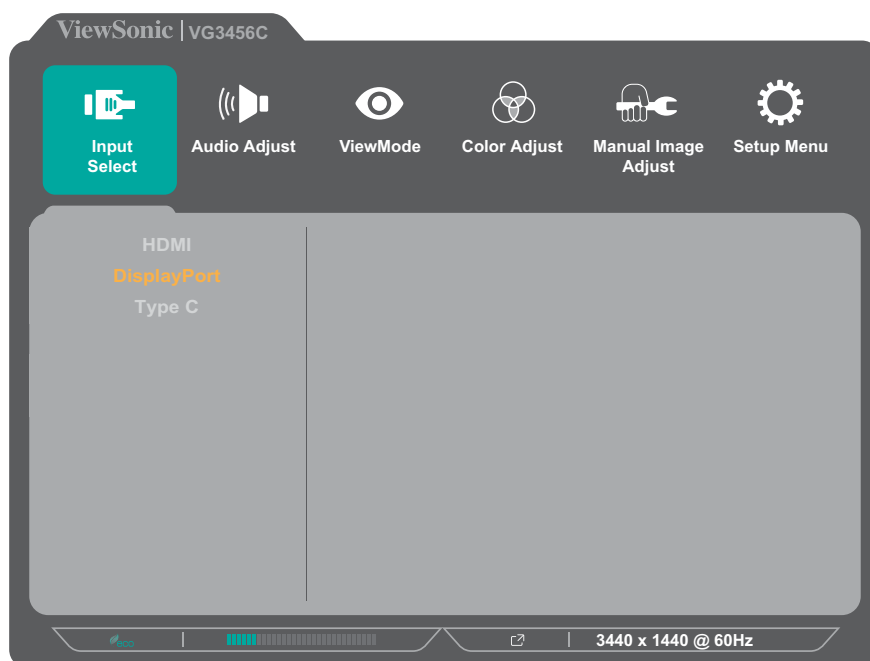 ViewSonic | VG3456C
Input
Select
Audio Adjust
ViewMode
Color Adjust
Manual Image
Adjust
Setup Menu
HDMI
DisplayPort
Type C
eco
3440 x 1440 @ 60Hz